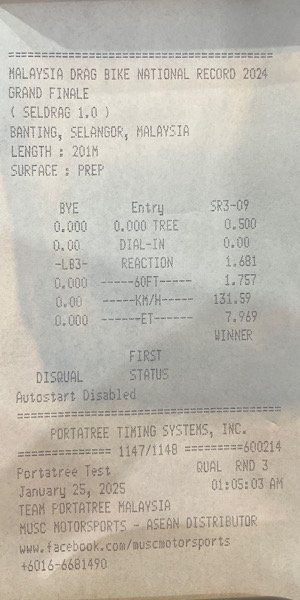 ========================================
MALAYSIA DRAG BIKE NATIONAL RECORD 2024
GRAND FINALE
( SELDRAG 1.0 )
BANTING, SELANGOR, MALAYSIA
LENGTH : 201M
SURFACE : PREP
BYE Entry SR3-09
0.000 0.000 TREE 0.500
0.00 DIAL-IN 0.00
-LB3- REACTION 1.681
0.000 ------60FT----- 1.757
0.00 -----KM/H----- 131.59
0.000 ------ET------ 7.969
WINNER
FIRST
DISQUAL STATUS
Autostart Disabled
========================================
PORTATREE TIMING SYSTEMS, INC.
============== 1147/1148 =========600214
Portatree Test QUAL RND 3
January 25, 2025 01:05:03 AM
TEAM PORTATREE MALAYSIA
MUSC MOTORSPORTS - ASEAN DISTRIBUTOR
www.facebook.com/muscmotorsports
+6016-6681490